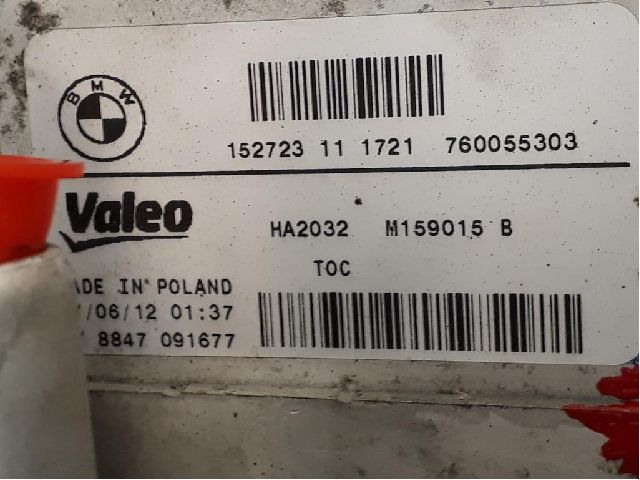 BMW
152723 11 1721 760055303
Valeo
HA2032 M159015 B
TOC
ADE IN POLAND
/06/12 01:37
8847 091677